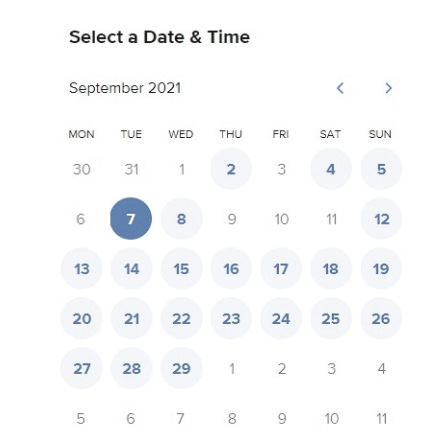 Select a Date & Time
September 2021
MON TUE WED THU FRI SAT SUN
30 31 1 2 3 4 5
6 7 8 9 10 11 12
13 14 15 16 17 18 19
20 21 22 23 24 25 26
27 28 29 1 2 3 4
5 6 7 8 9 10 11